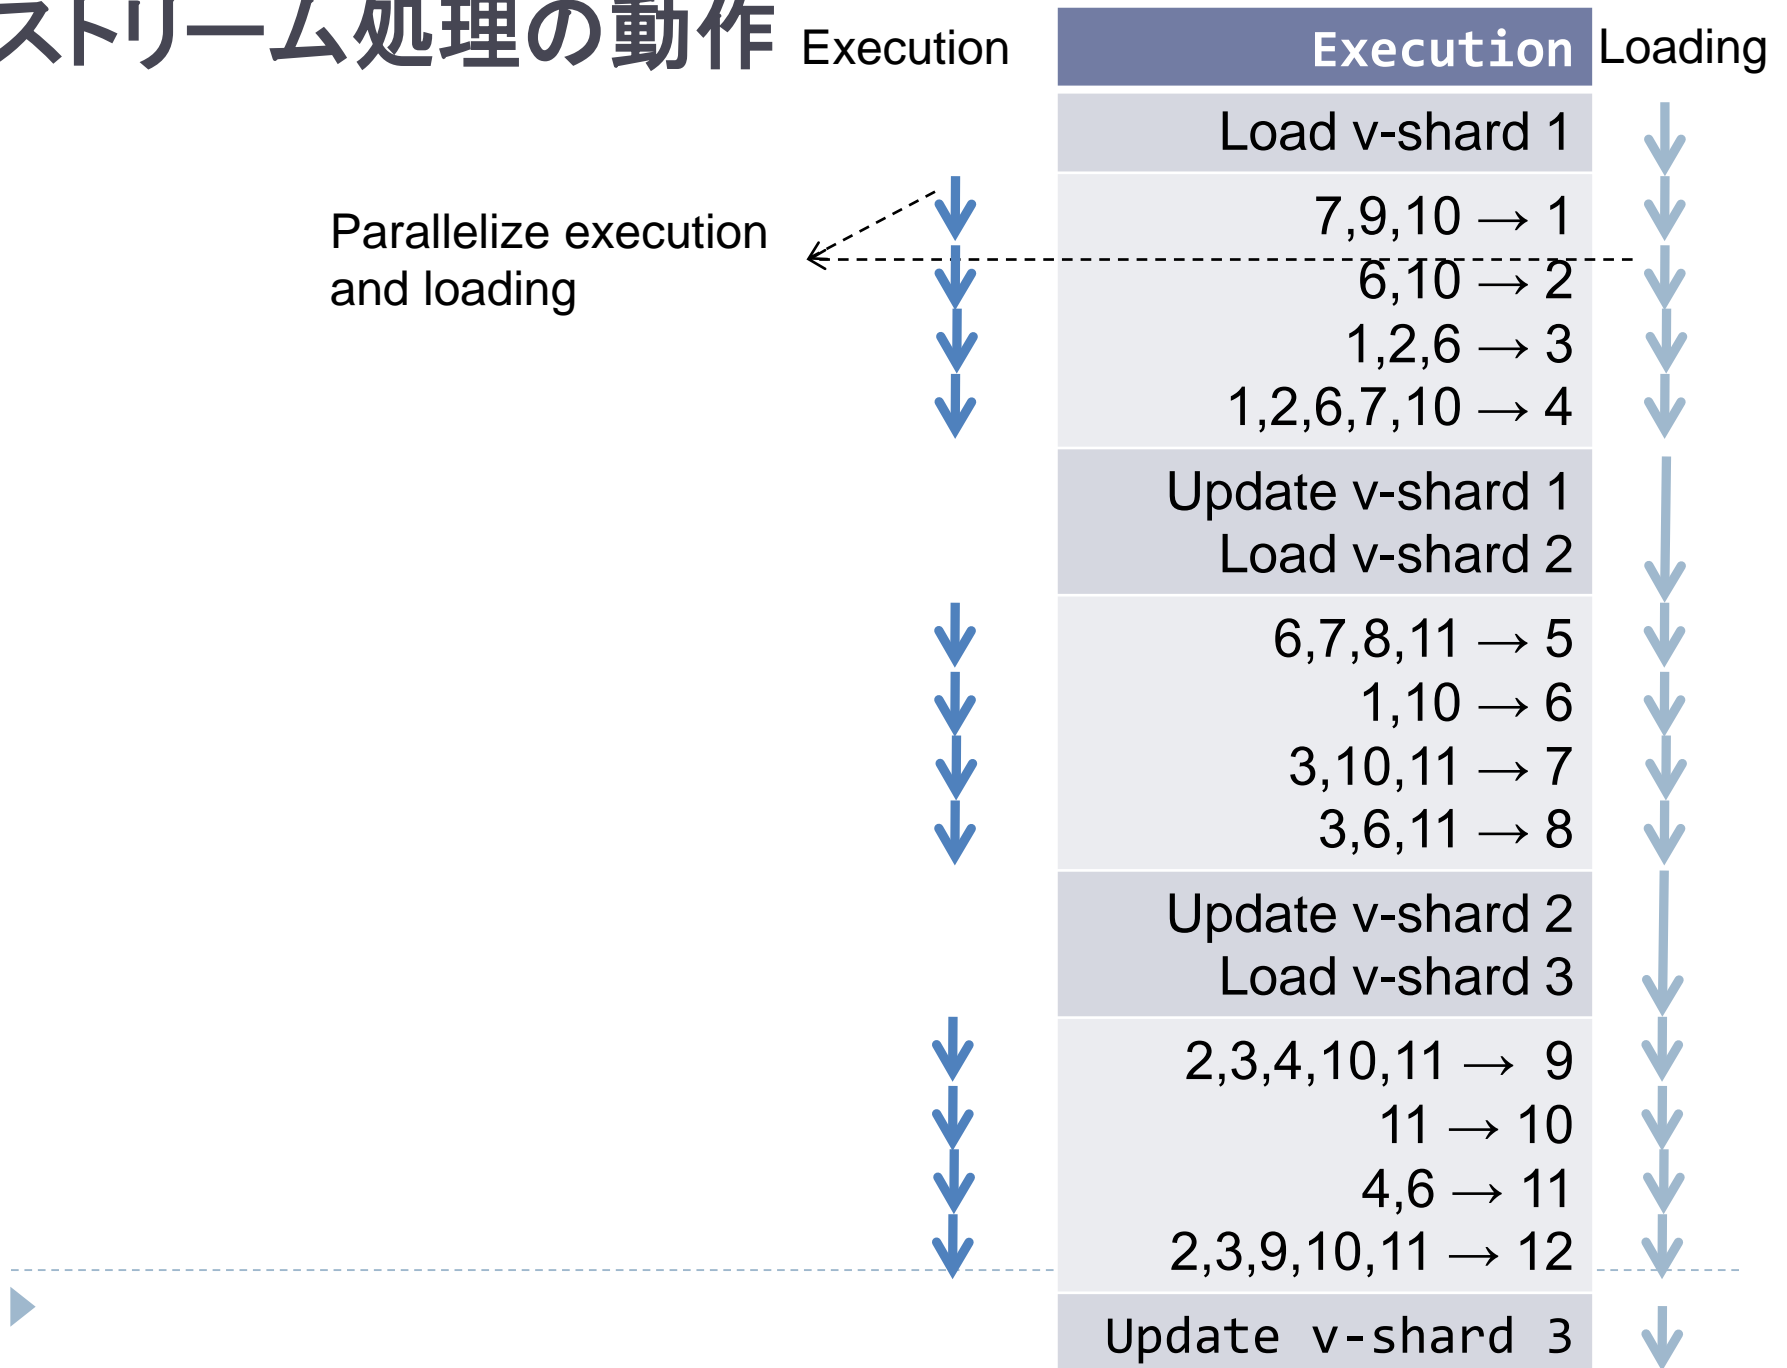 ストリーム処理の動作
Execution
Execution
Loading
Load v-shard 1
Parallelize execution
and loading
7,9,10 → 1
6,10 → 2
1,2,6 → 3
1,2,6,7,10 → 4
Update v-shard 1
Load v-shard 2
6,7,8,11 → 5
1,10 → 6
3,10,11 → 7
3,6,11 → 8
Update v-shard 2
Load v-shard 3
2,3,4,10,11 → 9
11 → 10
4,6 → 11
2,3,9,10,11 → 12
Update v-shard 3